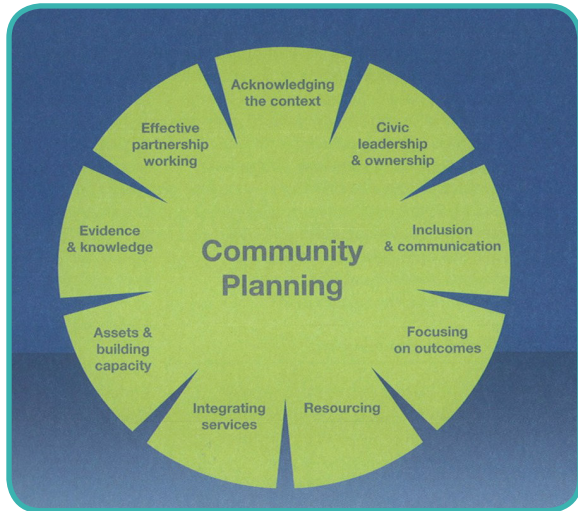 Acknowledging
the context
Civic
leadership
& ownership
Inclusion
& communication
Focusing
on outcomes
Resourcing
Integrating
services
Assets &
building
capacity
Evidence
& knowledge
Effective
partnership
working
Community
Planning